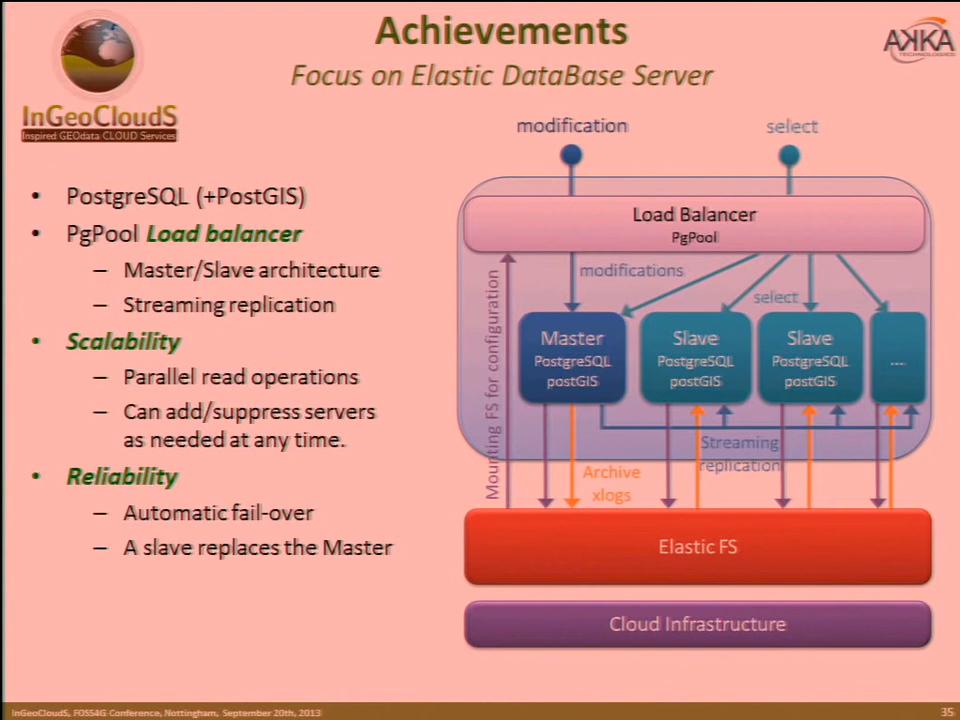 Achievements
Focus on Elastic DataBase Server
InGeoCloudS
Inspired GEOdata CLOUD Services
AKKA
TECHNOLOGIES
• PostgreSQL (+PostGIS)
• PgPool Load balancer
– Master/Slave architecture
– Streaming replication
• Scalability
– Parallel read operations
– Can add/suppress servers
as needed at any time.
• Reliability
– Automatic fail-over
– A slave replaces the Master
modification
select
Load Balancer
PgPool
modifications
select
Mounting FS for configuration
Master
PostgreSQL
postGIS
Slave
PostgreSQL
postGIS
Slave
PostgreSQL
postGIS
....
Streaming
replication
Archive
xlogs
Elastic FS
Cloud Infrastructure
InGeoCloudS, FOSS4G Conference, Nottingham, September 20th, 2013
35